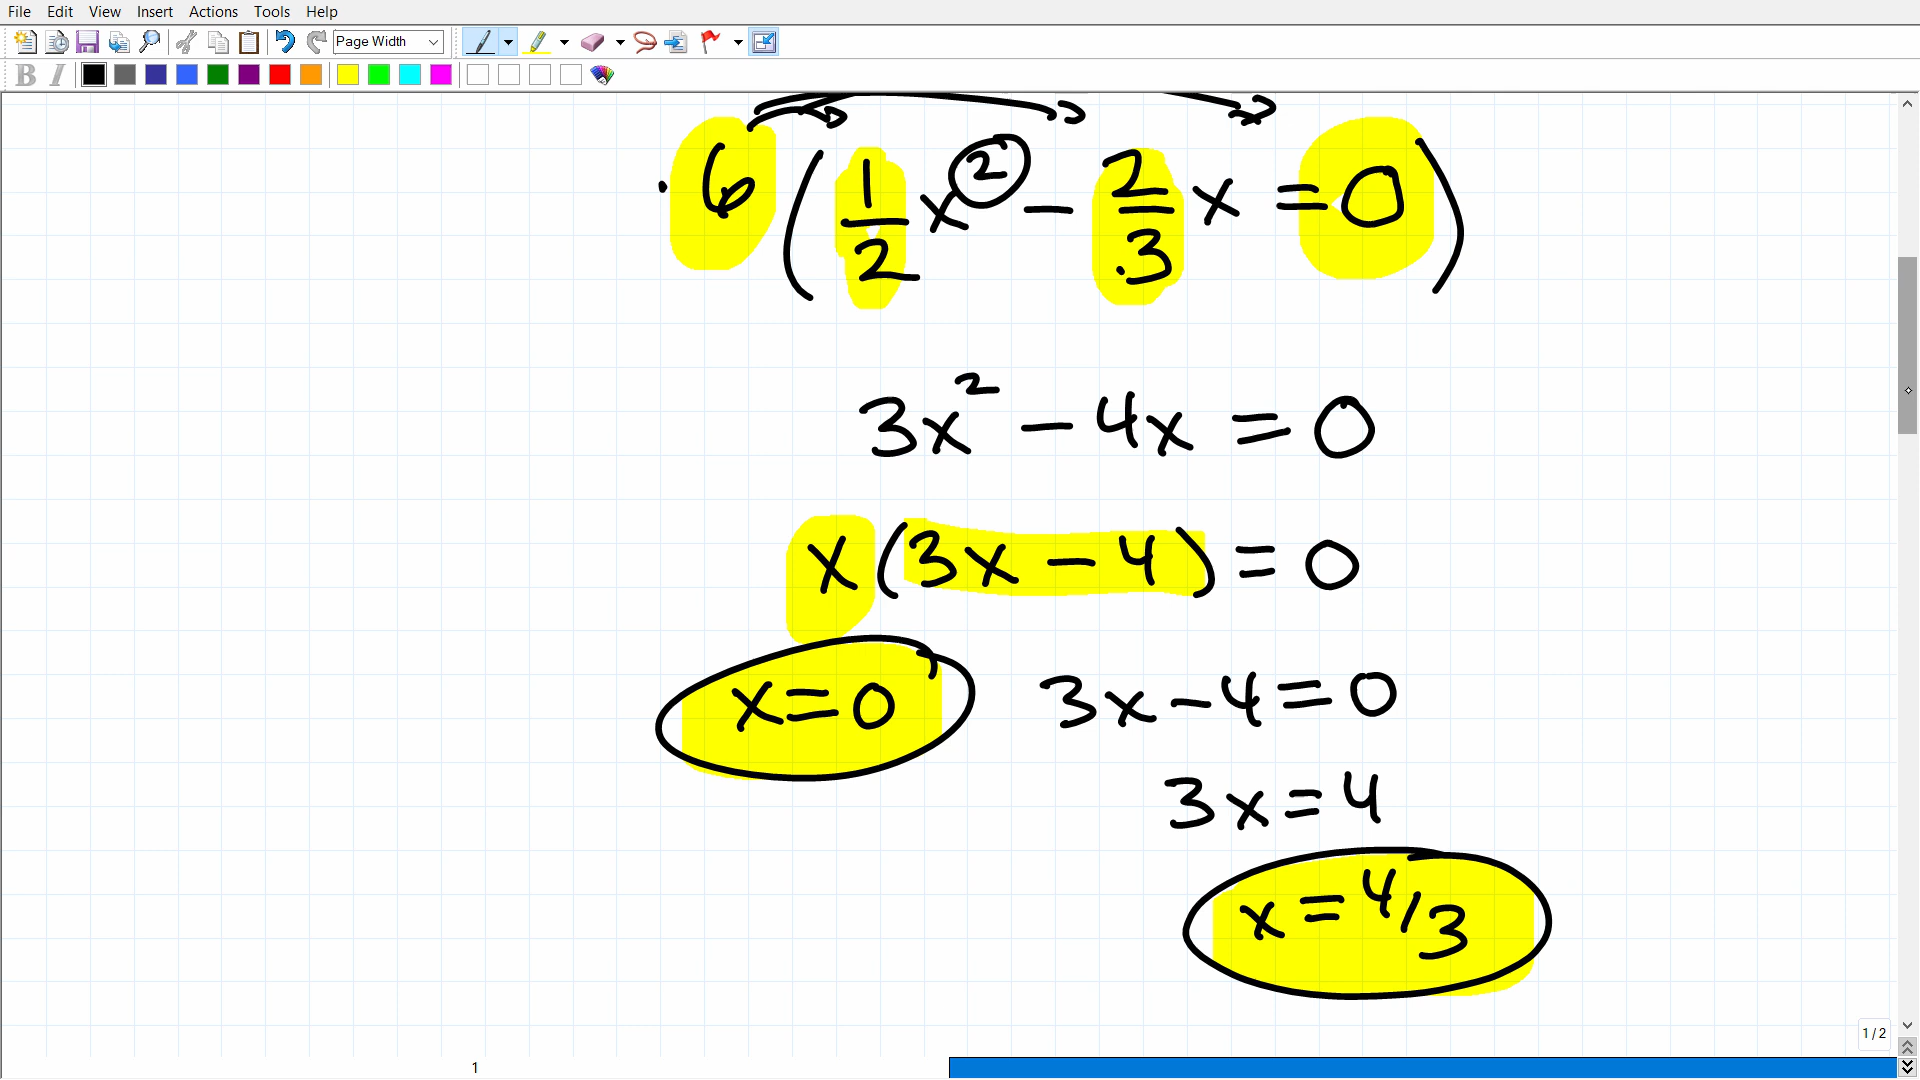 File Edit View Insert Actions Tools Help
Page Width
B I
. 6 ( 1/2 x² - 2/3 x = 0 )
3x² - 4x = 0
x(3x - 4) = 0
x = 0 3x - 4 = 0
3x = 4
x = 4/3
1 / 2
1